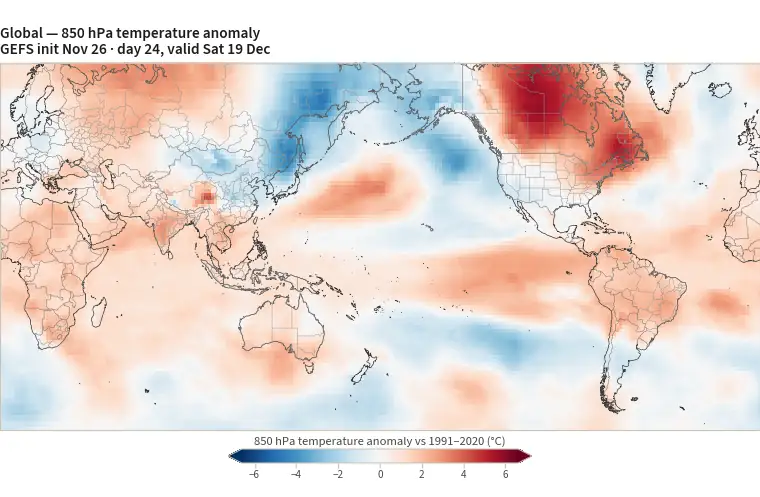 Global — 850 hPa temperature anomaly
GEFS init Nov 26 · day 24, valid Sat 19 Dec
850 hPa temperature anomaly vs 1991–2020 (°C)
−6 −4 −2 0 2 4 6